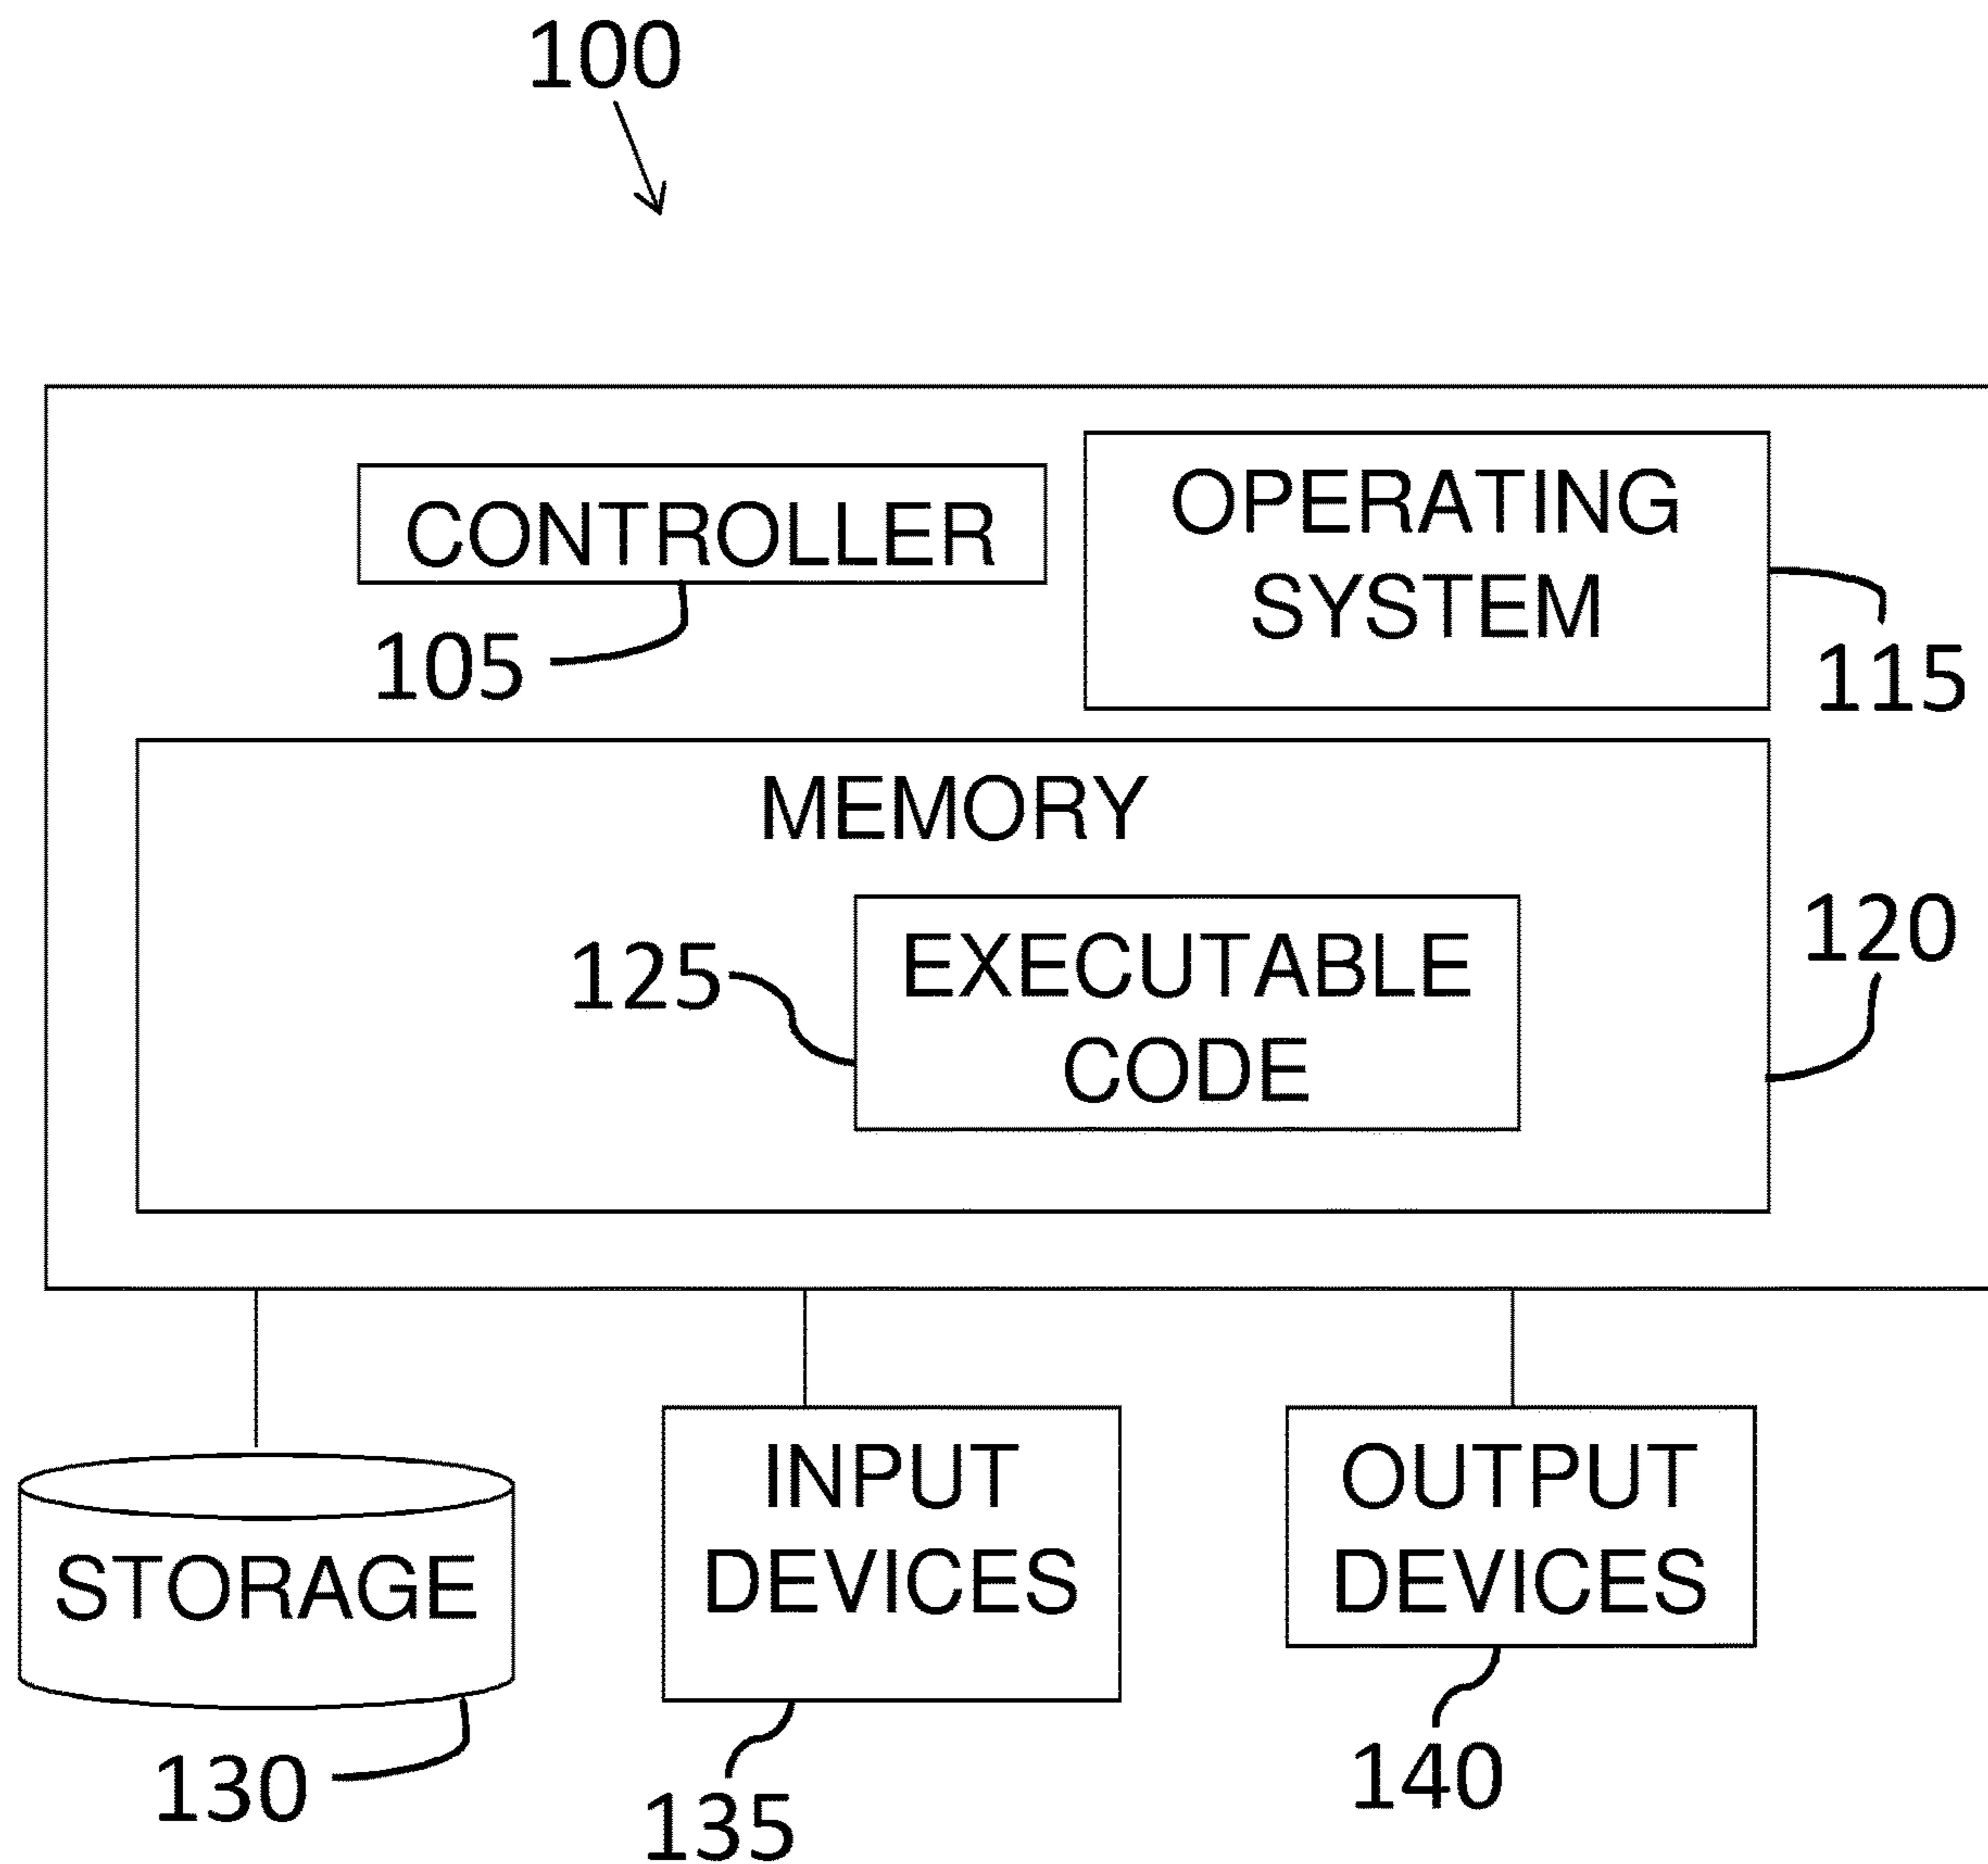 100
CONTROLLER
105
OPERATING
SYSTEM
115
MEMORY
120
125
EXECUTABLE
CODE
STORAGE
130
INPUT
DEVICES
135
OUTPUT
DEVICES
140